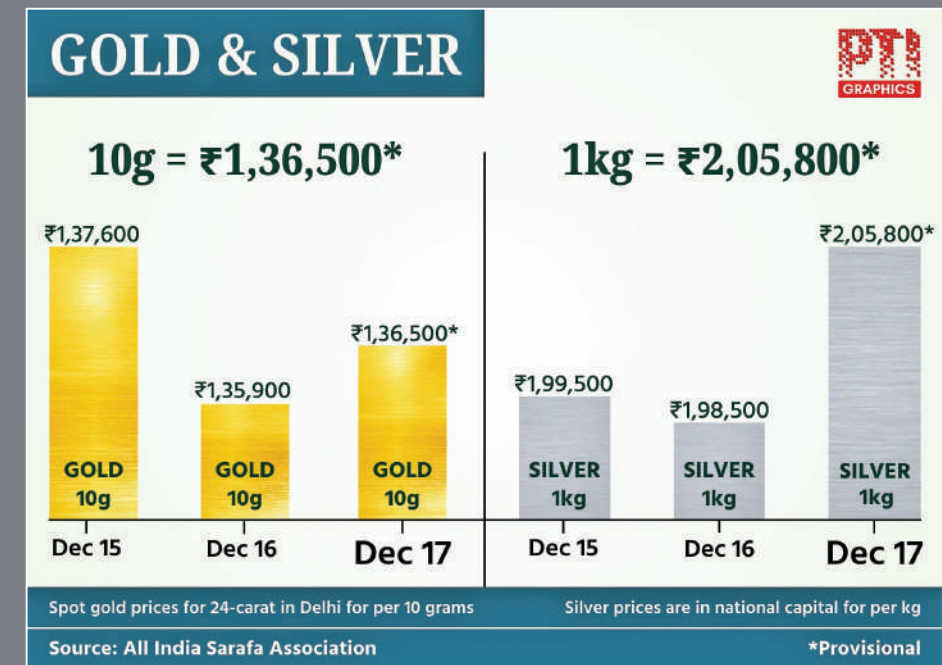 GOLD & SILVER
PTI
GRAPHICS
10g = ₹1,36,500*
₹1,37,600
₹1,35,900
₹1,36,500*
GOLD
10g
GOLD
10g
GOLD
10g
Dec 15
Dec 16
Dec 17
1kg = ₹2,05,800*
₹1,99,500
₹1,98,500
₹2,05,800*
SILVER
1kg
SILVER
1kg
SILVER
1kg
Dec 15
Dec 16
Dec 17
Spot gold prices for 24-carat in Delhi for per 10 grams
Silver prices are in national capital for per kg
Source: All India Sarafa Association
*Provisional